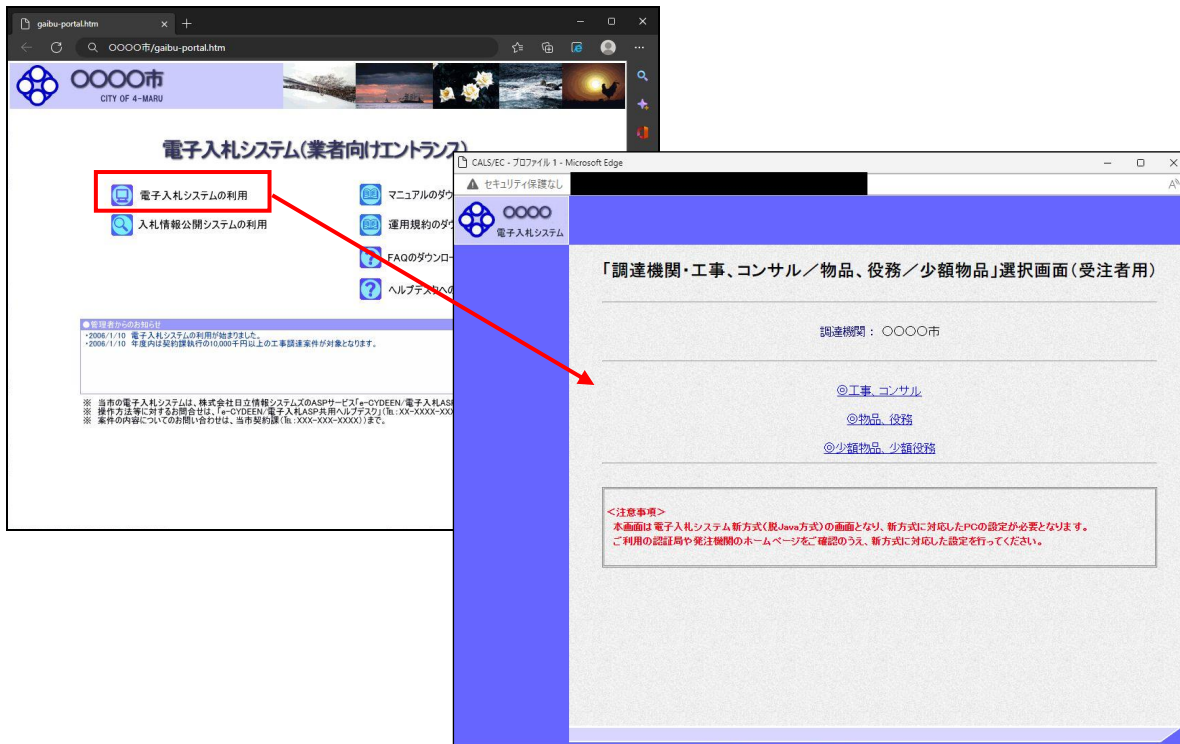 gaibu-portal.htm
〇〇〇〇市/gaibu-portal.htm
〇〇〇〇市
CITY OF 4-MARU
電子入札システム(業者向けエントランス)
電子入札システムの利用
マニュアルのダウ
入札情報公開システムの利用
運用規約のダウ
FAQのダウンロー
ヘルプデスクへの
●管理者からのお知らせ
・2006/1/10 電子入札システムの利用が始まりました。
・2006/1/10 年度内は契約課執行の10,000千円以上の工事調達案件が対象となります。
※ 当市の電子入札システムは、株式会社日立情報システムズのASPサービス「e-CYDEEN/電子入札AS
※ 操作方法等に対するお問合せは、「e-CYDEEN/電子入札ASP共用ヘルプデスク」(℡:XX-XXXX-XX
※ 案件の内容についてのお問い合わせは、当市契約課(℡:XXX-XXX-XXXX))まで。
CALS/EC - プロファイル 1 - Microsoft Edge
セキュリティ保護なし
〇〇〇〇
電子入札システム
「調達機関・工事、コンサル／物品、役務／少額物品」選択画面(受注者用)
調達機関： 〇〇〇〇市
◎工事、コンサル
◎物品、役務
◎少額物品、少額役務
<注意事項>
本画面は電子入札システム新方式(脱Java方式)の画面となり、新方式に対応したPCの設定が必要となります。
ご利用の認証局や発注機関のホームページをご確認のうえ、新方式に対応した設定を行ってください。